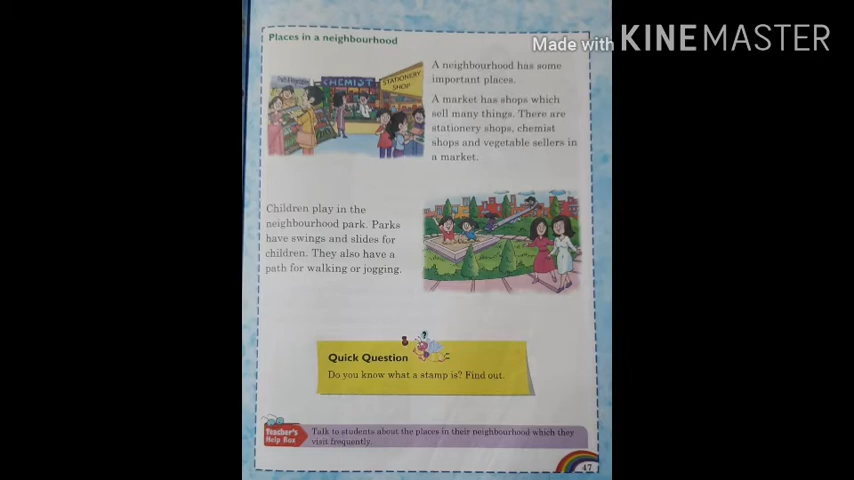 Places in a neighbourhood
Made with KINEMASTER
A neighbourhood has some
important places.
A market has shops which
sell many things. There are
stationery shops, chemist
shops and vegetable sellers in
a market.
CHEMIST
STATIONERY
SHOP
Children play in the
neighbourhood park. Parks
have swings and slides for
children. They also have a
path for walking or jogging.
Quick Question
Do you know what a stamp is? Find out.
Teacher's
Help Box
Talk to students about the places in their neighbourhood which they
visit frequently.
47